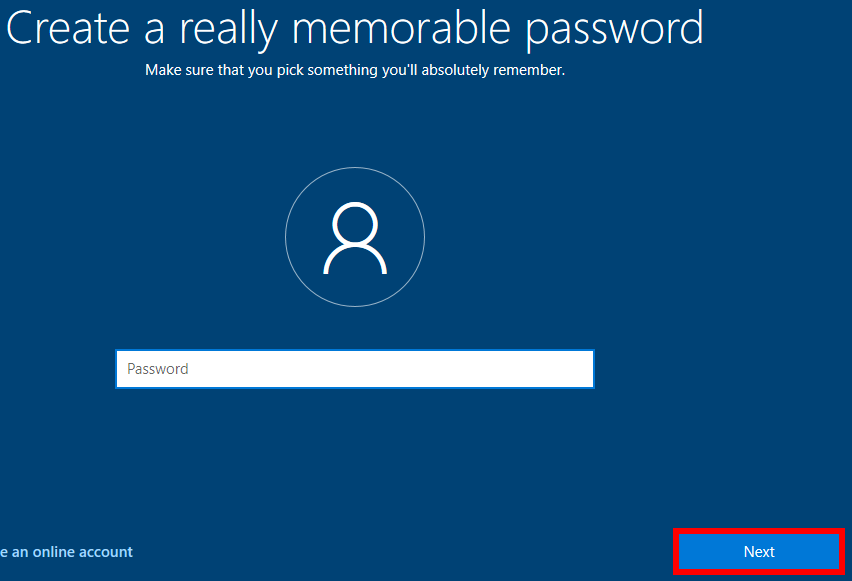 Create a really memorable password
Make sure that you pick something you'll absolutely remember.
Password
e an online account
Next